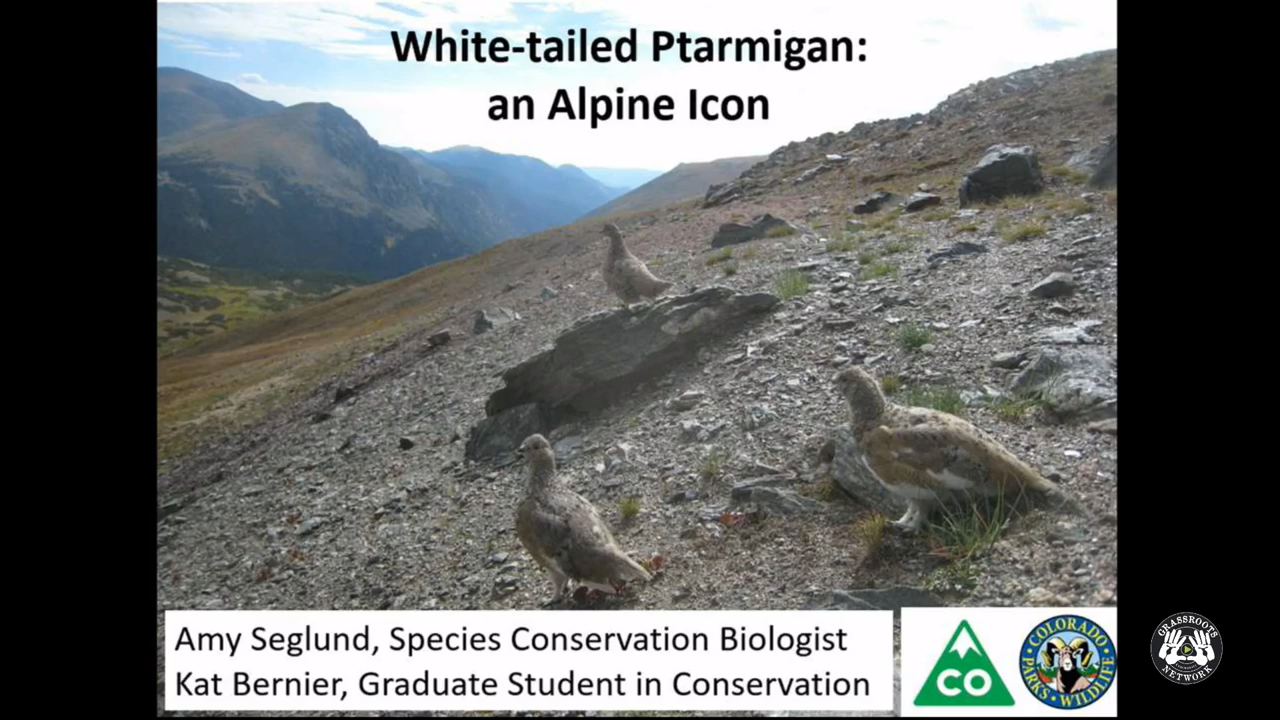 White-tailed Ptarmigan:
an Alpine Icon
Amy Seglund, Species Conservation Biologist
Kat Bernier, Graduate Student in Conservation
CO
COLORADO
PARKS • WILDLIFE
GRASSROOTS
NETWORK